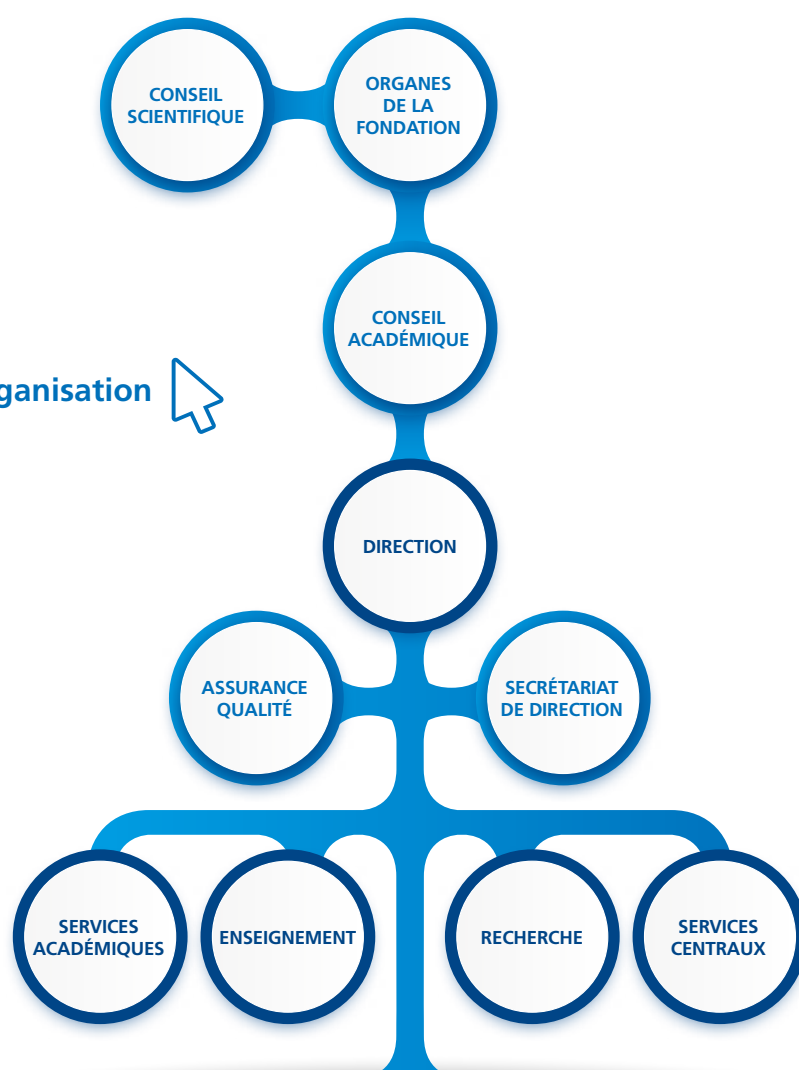 CONSEIL
SCIENTIFIQUE
ORGANES
DE LA
FONDATION
CONSEIL
ACADÉMIQUE
ganisation
DIRECTION
ASSURANCE
QUALITÉ
SECRÉTARIAT
DE DIRECTION
SERVICES
ACADÉMIQUES
ENSEIGNEMENT
RECHERCHE
SERVICES
CENTRAUX